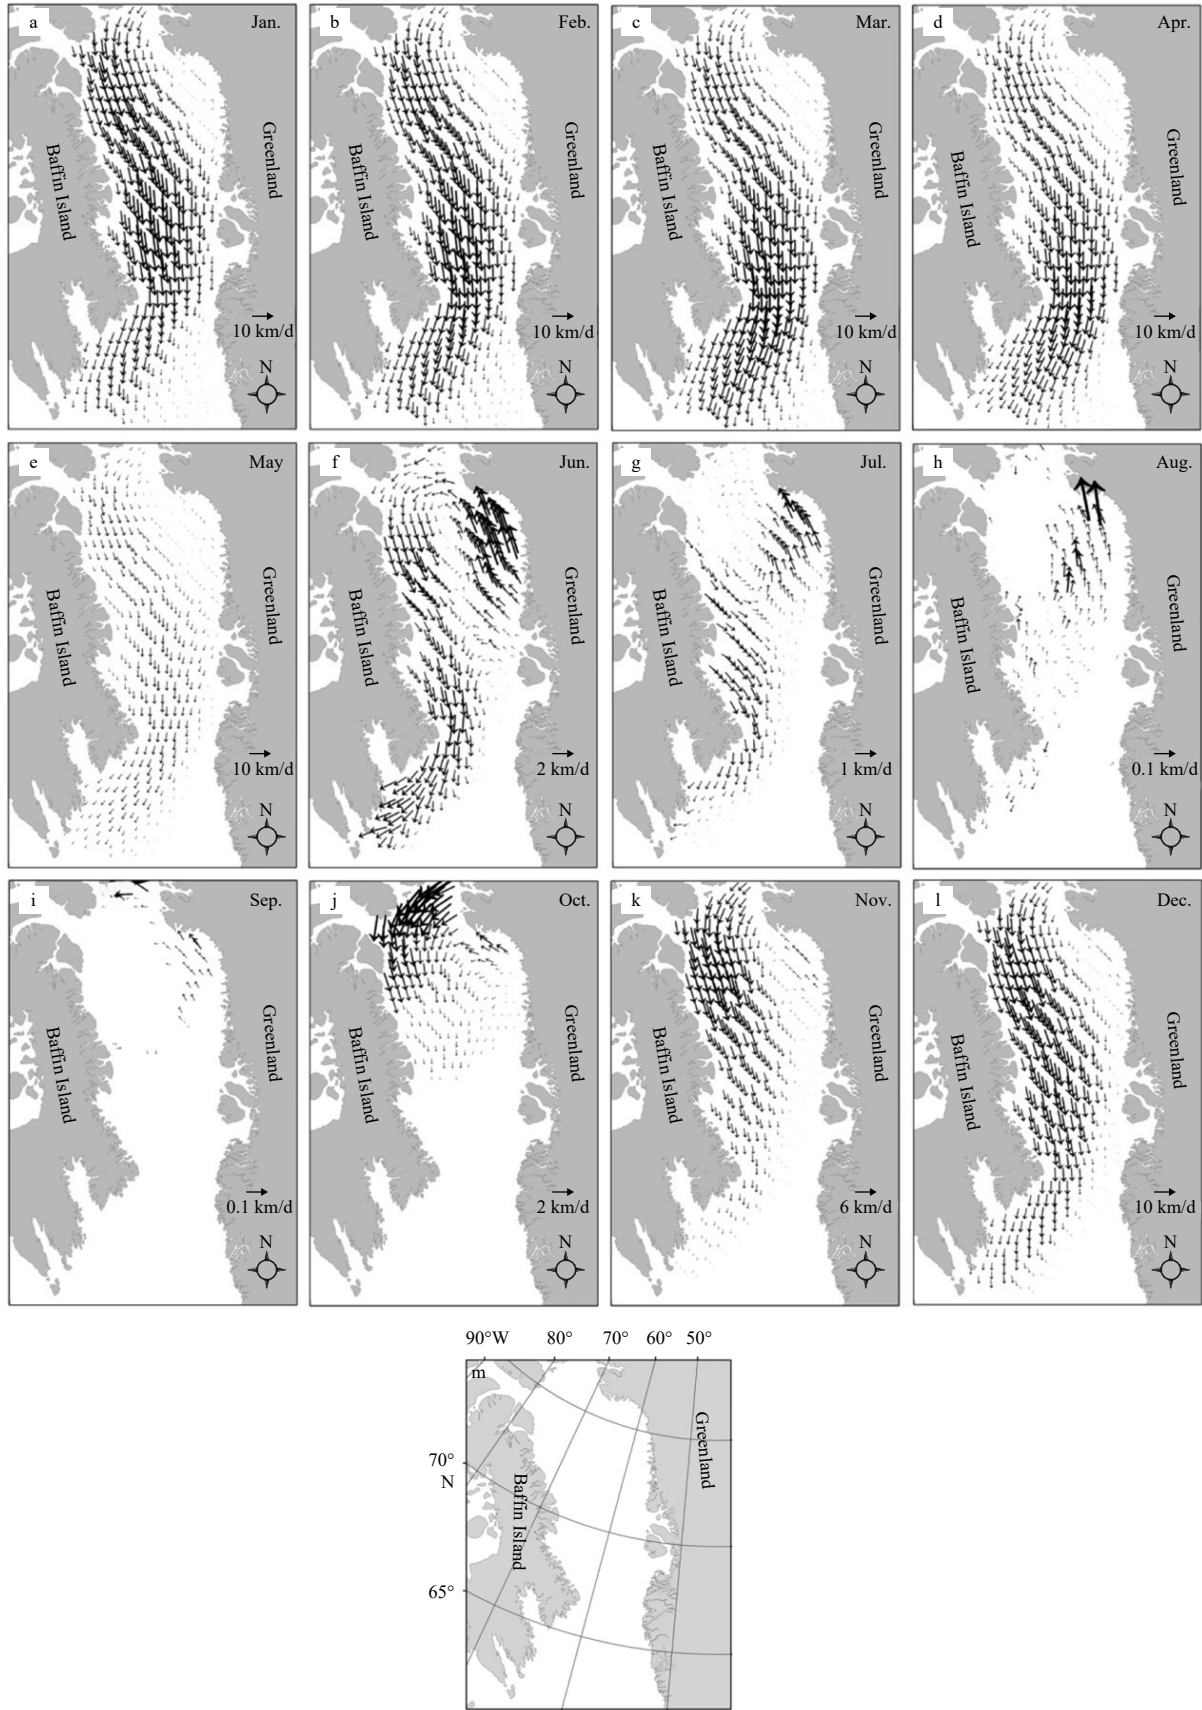 a
Jan.
Baffin Island
Greenland
10 km/d
N
b
Feb.
Baffin Island
Greenland
10 km/d
N
c
Mar.
Baffin Island
Greenland
10 km/d
N
d
Apr.
Baffin Island
Greenland
10 km/d
N
e
May
Baffin Island
Greenland
10 km/d
N
f
Jun.
Baffin Island
Greenland
2 km/d
N
g
Jul.
Baffin Island
Greenland
1 km/d
N
h
Aug.
Baffin Island
Greenland
0.1 km/d
N
i
Sep.
Baffin Island
Greenland
0.1 km/d
N
j
Oct.
Baffin Island
Greenland
2 km/d
N
k
Nov.
Baffin Island
Greenland
6 km/d
N
l
Dec.
Baffin Island
Greenland
10 km/d
N
90°W 80° 70° 60° 50°
m
Greenland
70°
N
Baffin Island
65°